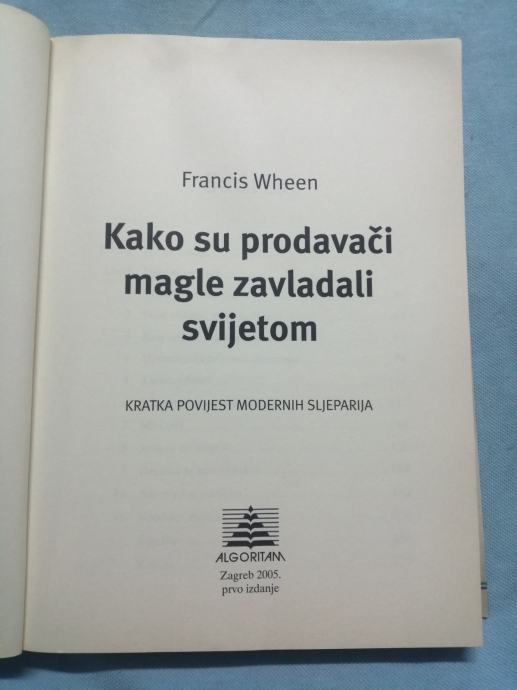 Francis Wheen
Kako su prodavači
magle zavladali
svijetom
KRATKA POVIJEST MODERNIH SLJEPARIJA
ALGORITAM
Zagreb 2005.
prvo izdanje